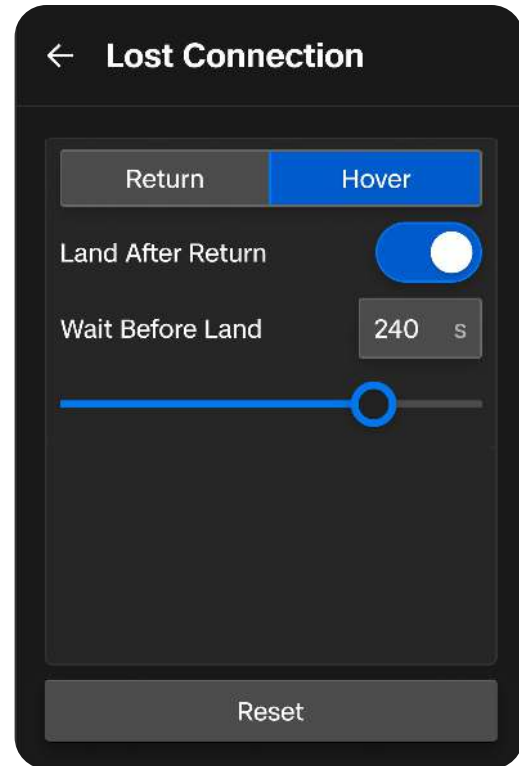 Lost Connection
Return Hover
Land After Return
Wait Before Land 240 s
Reset